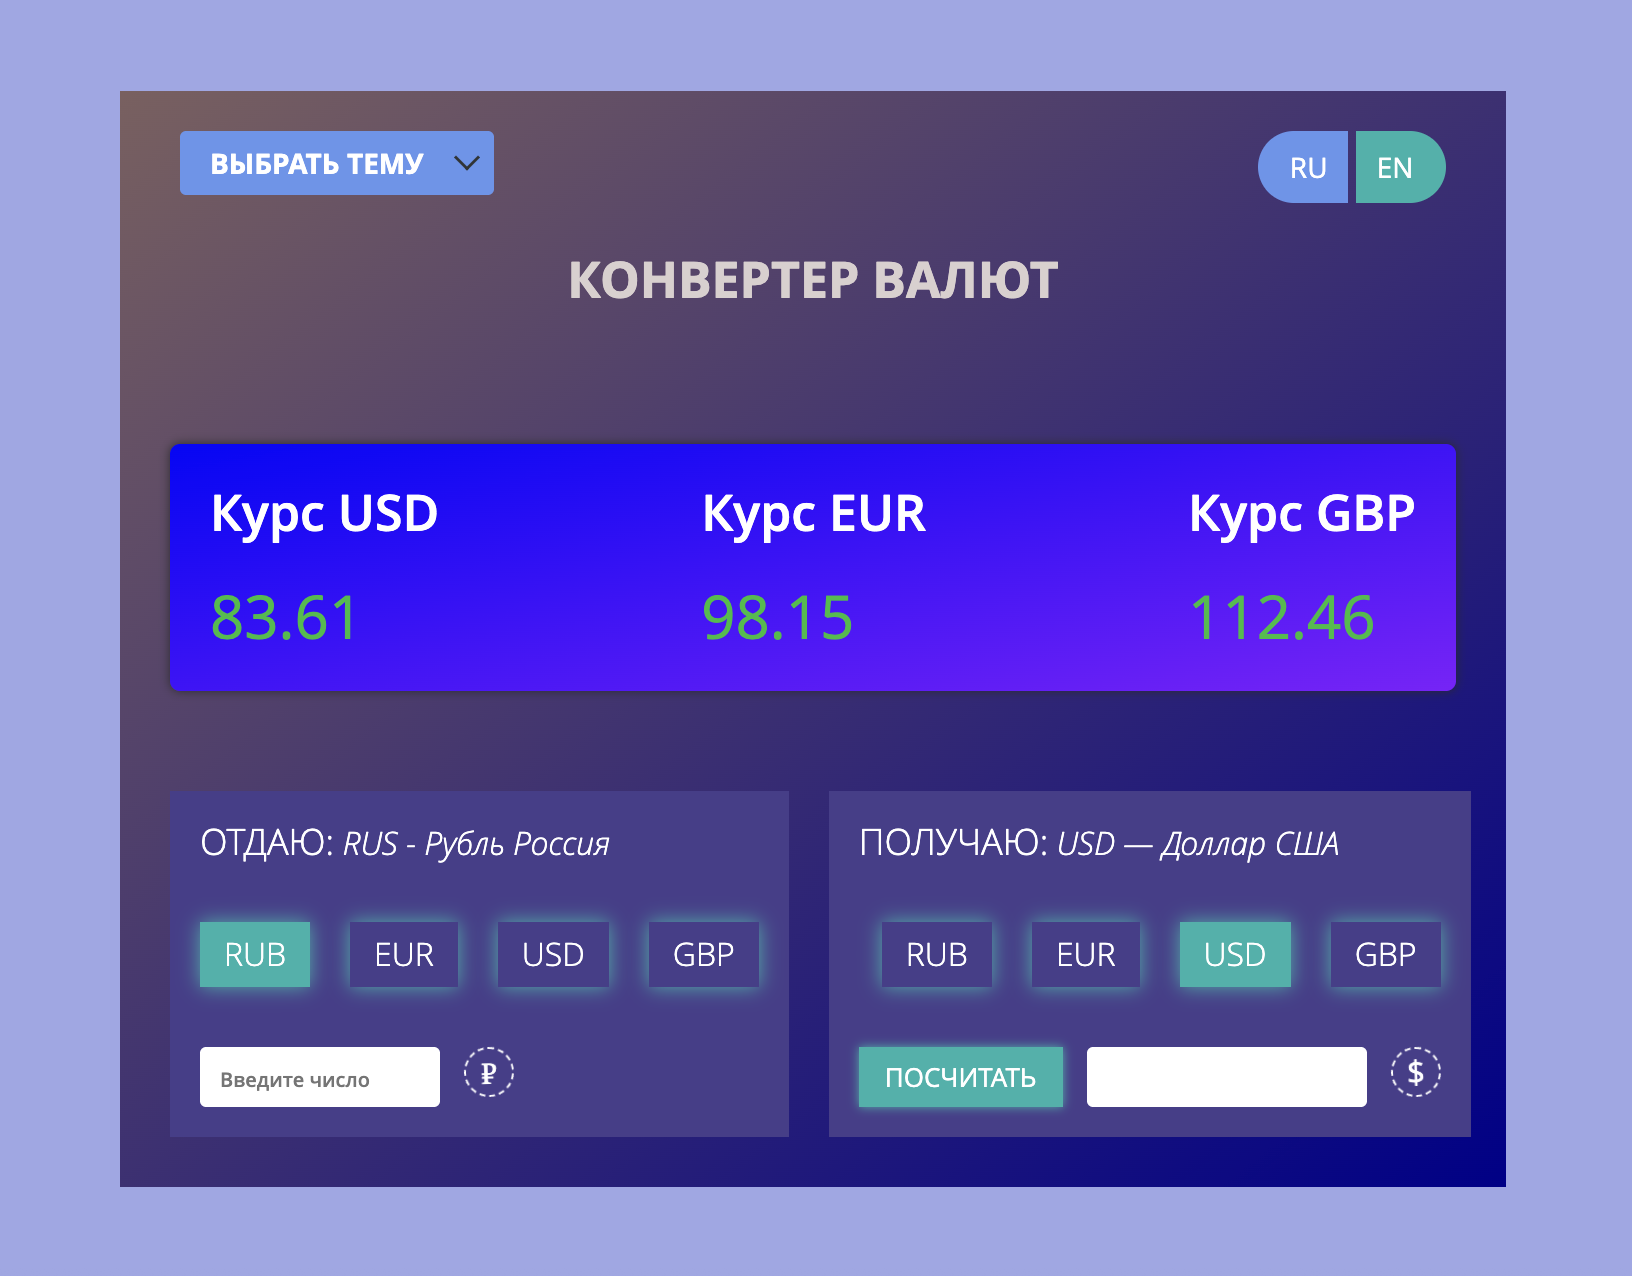 ВЫБРАТЬ ТЕМУ
RU EN
КОНВЕРТЕР ВАЛЮТ
Курс USD Курс EUR Курс GBP
83.61 98.15 112.46
ОТДАЮ: RUS - Рубль Россия
RUB EUR USD GBP
Введите число ₽
ПОЛУЧАЮ: USD — Доллар США
RUB EUR USD GBP
ПОСЧИТАТЬ $